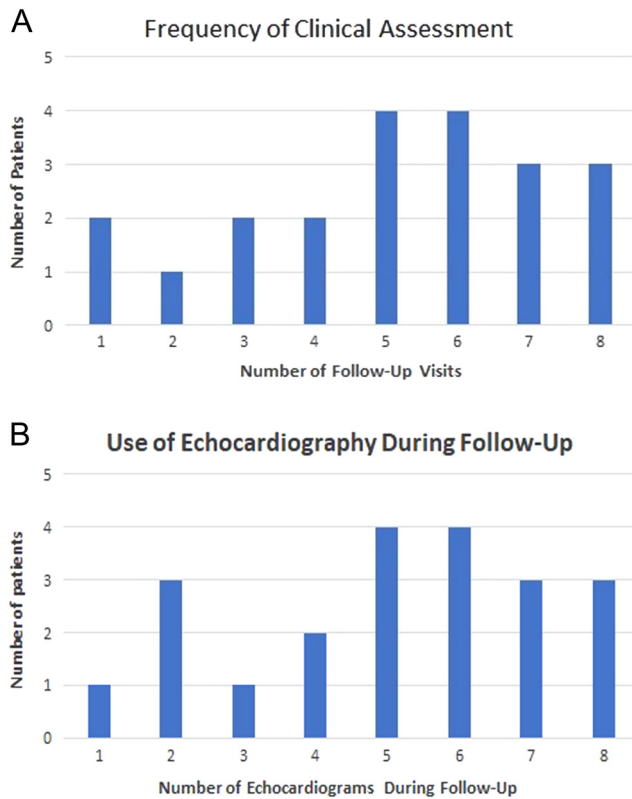 A
Frequency of Clinical Assessment
5
4
3
2
1
0
Number of Patients
1 2 3 4 5 6 7 8
Number of Follow-Up Visits
B
Use of Echocardiography During Follow-Up
5
4
3
2
1
0
Number of patients
1 2 3 4 5 6 7 8
Number of Echocardiograms During Follow-Up